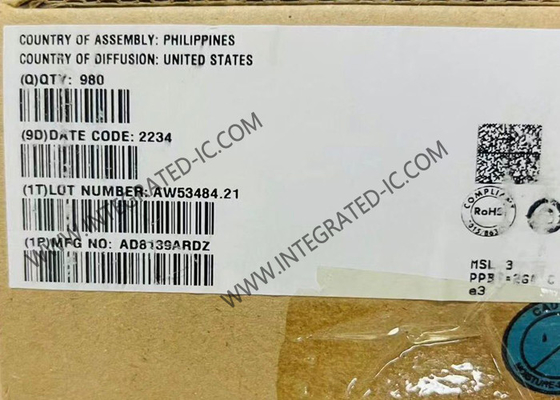 COUNTRY OF ASSEMBLY: PHILIPPINES
COUNTRY OF DIFFUSION: UNITED STATES
(Q)QTY: 980
(9D)DATE CODE: 2234
(1T)LOT NUMBER: AW53484.21
(1P)MFG NO: AD8139ARDZ
WWW.INTEGRATED-IC.COM
WWW.INTEGRATED-IC.COM
WWW.INTEGRATED-IC.COM
COMPLIANT
RoHS
MSL 3
e3